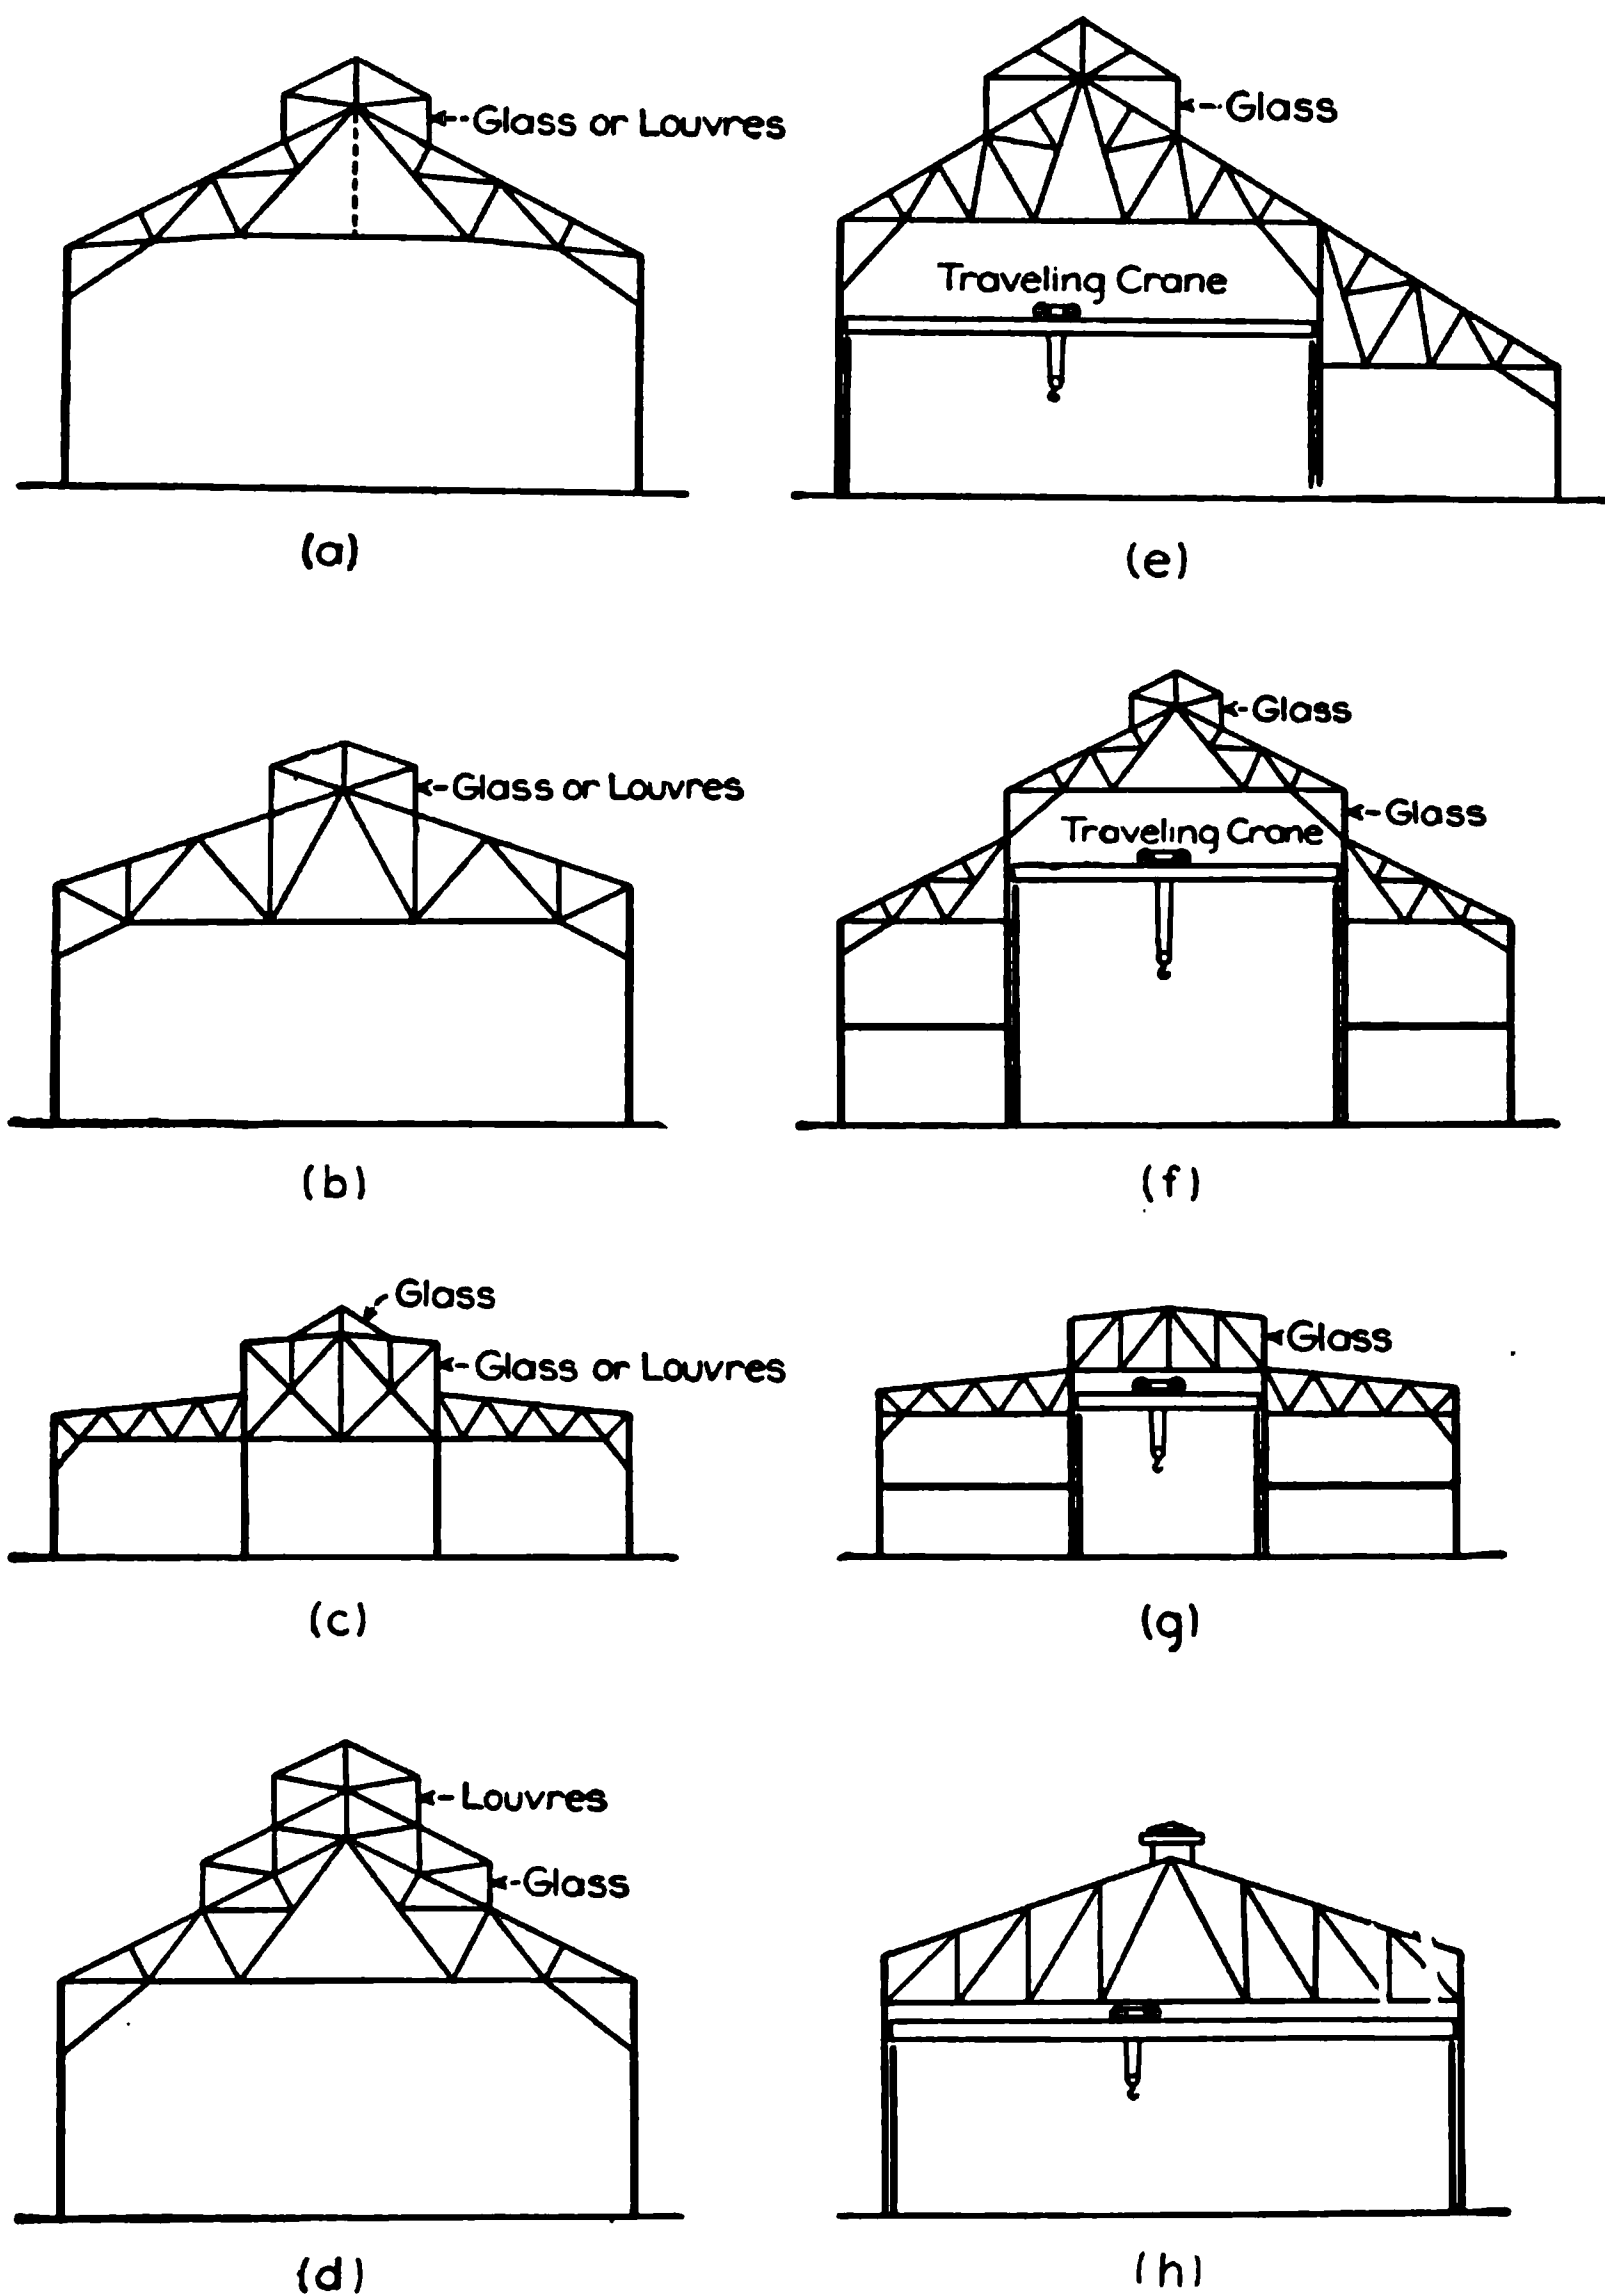 Glass or Louvres
(a)
Glass
Traveling Crane
(e)
Glass or Louvres
(b)
Glass
Glass
Traveling Crane
(f)
Glass
Glass or Louvres
(c)
Glass
(g)
Louvres
Glass
(d)
(h)